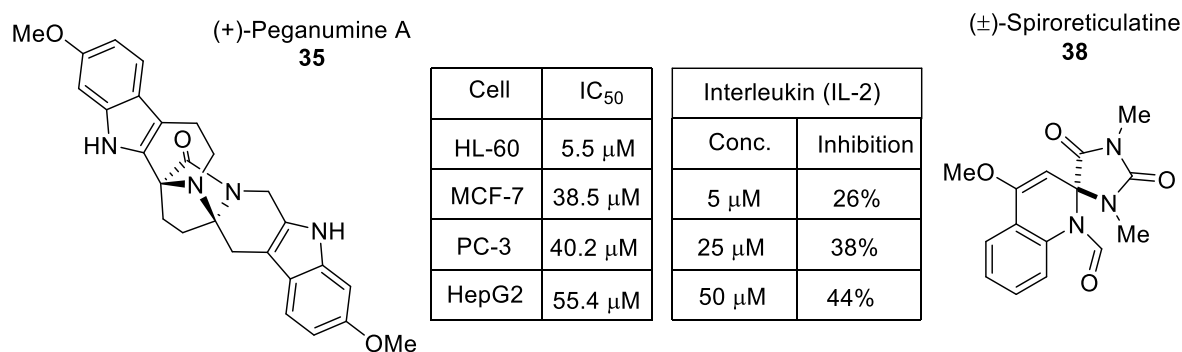 (+)-Peganumine A
35
MeO
HN
O
N
N
NH
OMe
Cell IC50
HL-60 5.5 μM
MCF-7 38.5 μM
PC-3 40.2 μM
HepG2 55.4 μM
Interleukin (IL-2)
Conc. Inhibition
5 μM 26%
25 μM 38%
50 μM 44%
(±)-Spiroreticulatine
38
Me
O
N
MeO
O
N
N
Me
O